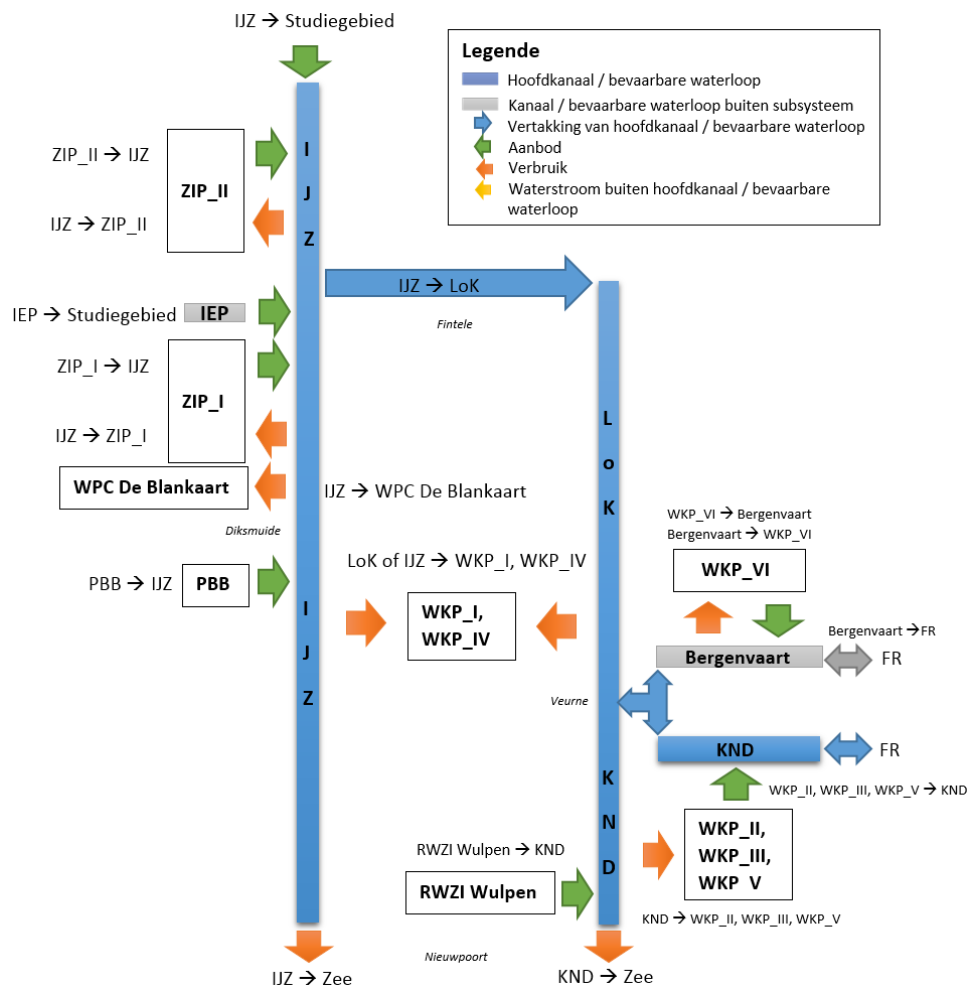 IJZ → Studiegebied
Legende
Hoofdkanaal / bevaarbare waterloop
Kanaal / bevaarbare waterloop buiten subsysteem
Vertakking van hoofdkanaal / bevaarbare waterloop
Aanbod
Verbruik
Waterstroom buiten hoofdkanaal / bevaarbare
waterloop
ZIP_II → IJZ
ZIP_II
IJZ → ZIP_II
I
J
Z
IJZ → LoK
Fintele
IEP → Studiegebied
IEP
ZIP_I → IJZ
ZIP_I
IJZ → ZIP_I
WPC De Blankaart
IJZ → WPC De Blankaart
Diksmuide
L
o
K
PBB → IJZ
PBB
I
J
Z
LoK of IJZ → WKP_I, WKP_IV
WKP_I,
WKP_IV
WKP_VI → Bergenvaart
Bergenvaart → WKP_VI
WKP_VI
Bergenvaart → FR
Bergenvaart
FR
Veurne
KND
FR
WKP_II, WKP_III, WKP_V → KND
K
N
D
WKP_II,
WKP_III,
WKP V
KND → WKP_II, WKP_III, WKP_V
RWZI Wulpen → KND
RWZI Wulpen
Nieuwpoort
IJZ → Zee
KND → Zee